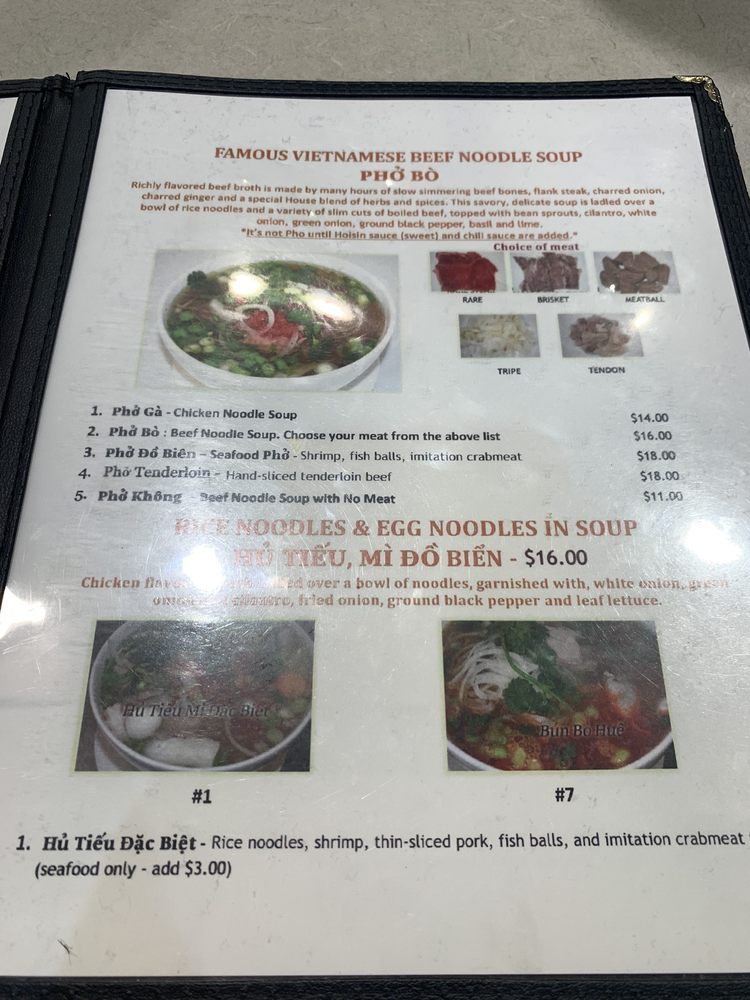 FAMOUS VIETNAMESE BEEF NOODLE SOUP
PHỞ BÒ
Richly flavored beef broth is made by many hours of slow simmering beef bones, flank steak, charred onion,
charred ginger and a special House blend of herbs and spices. This savory, delicate soup is ladled over a
bowl of rice noodles and a variety of slim cuts of boiled beef, topped with bean sprouts, cilantro, white
onion, green onion, ground black pepper, basil and lime.
"It's not Pho until Hoisin sauce (sweet) and chili sauce are added."
Choice of meat
RARE BRISKET MEATBALL
TRIPE TENDON
1. Phở Gà - Chicken Noodle Soup $14.00
2. Phở Bò : Beef Noodle Soup. Choose your meat from the above list $16.00
3. Phở Đồ Biên – Seafood Phở - Shrimp, fish balls, imitation crabmeat $18.00
4. Phở Tenderloin - Hand-sliced tenderloin beef $18.00
5. Phở Không - Beef Noodle Soup with No Meat $11.00
RICE NOODLES & EGG NOODLES IN SOUP
HỦ TIẾU, MÌ ĐỒ BIỂN - $16.00
Chicken over a bowl of noodles, garnished with, white onion, green
cilantro, fried onion, ground black pepper and leaf lettuce.
Hủ Tiếu Mì Đặc Biệt
Bún Bò Huế
#1 #7
1. Hủ Tiếu Đặc Biệt - Rice noodles, shrimp, thin-sliced pork, fish balls, and imitation crabmeat
(seafood only - add $3.00)